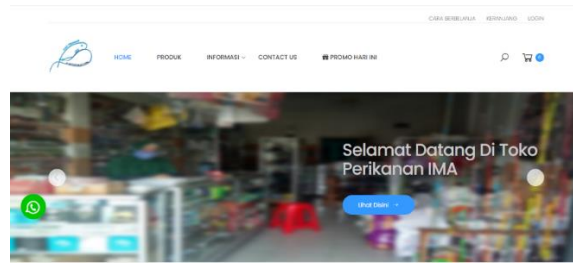 CARA BERBELANJA KERANJANG LOGIN
HOME PRODUK INFORMASI CONTACT US PROMO HARI INI 0
Selamat Datang Di Toko
Perikanan IMA
Lihat Disini →